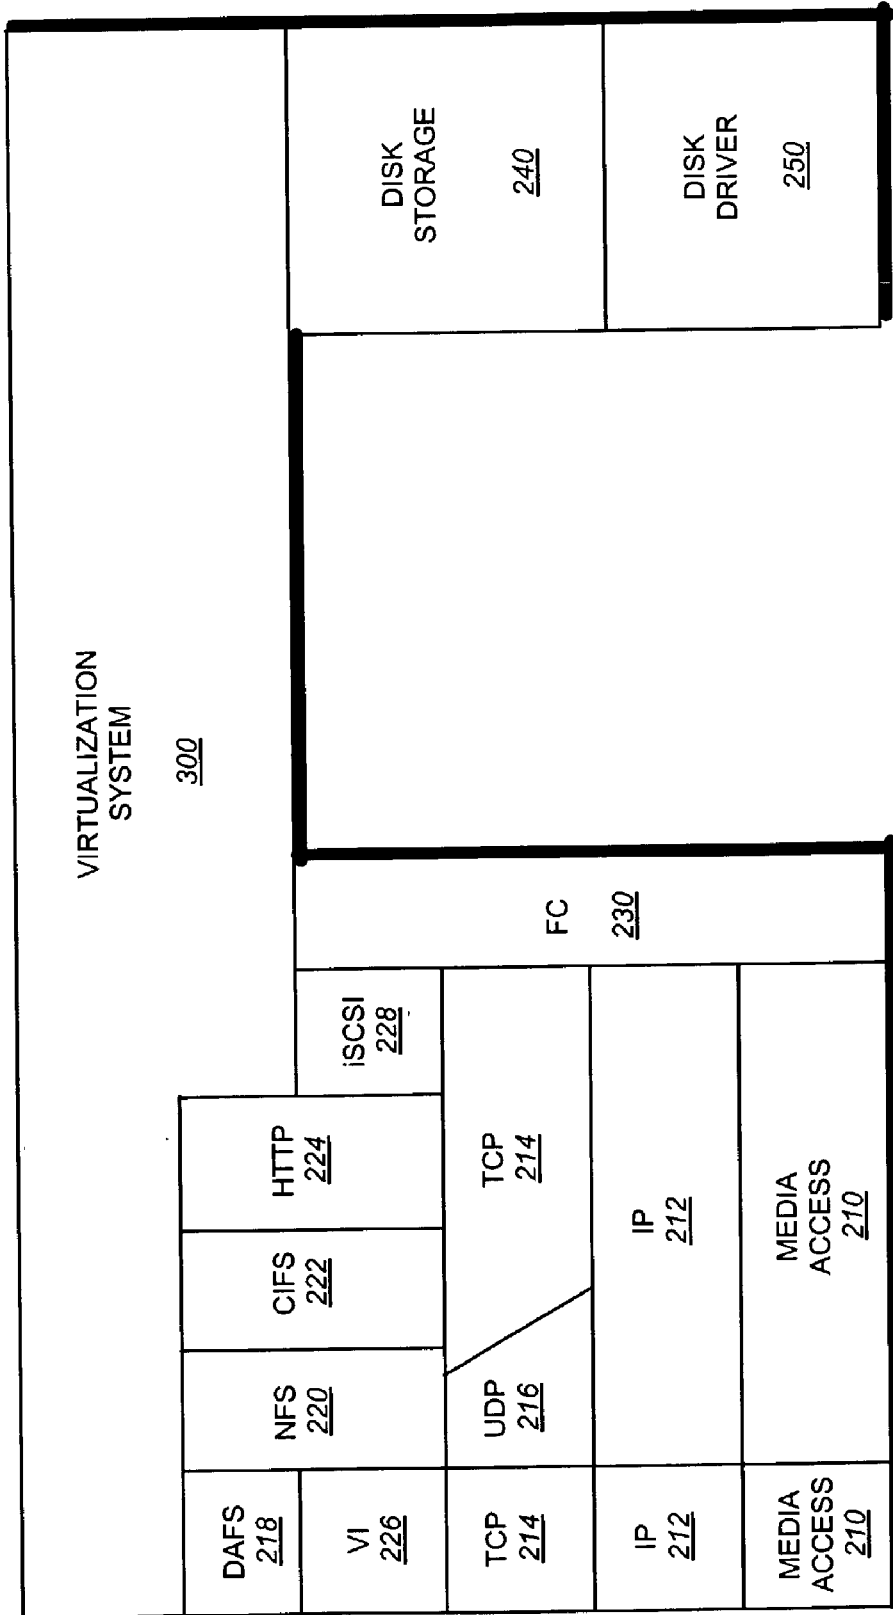 VIRTUALIZATION
SYSTEM
300
DAFS
218
NFS
220
CIFS
222
HTTP
224
VI
226
iSCSI
228
FC
230
TCP
214
UDP
216
TCP
214
IP
212
IP
212
MEDIA
ACCESS
210
MEDIA
ACCESS
210
DISK
STORAGE
240
DISK
DRIVER
250